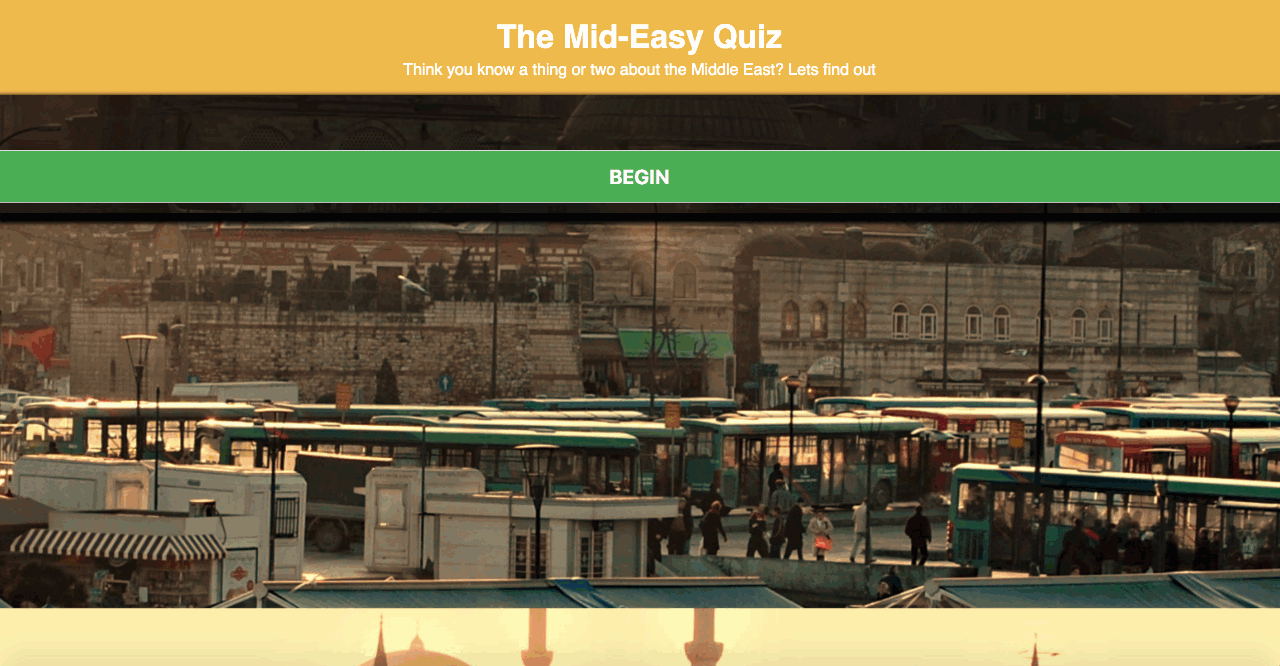 The Mid-Easy Quiz
Think you know a thing or two about the Middle East? Lets find out
BEGIN